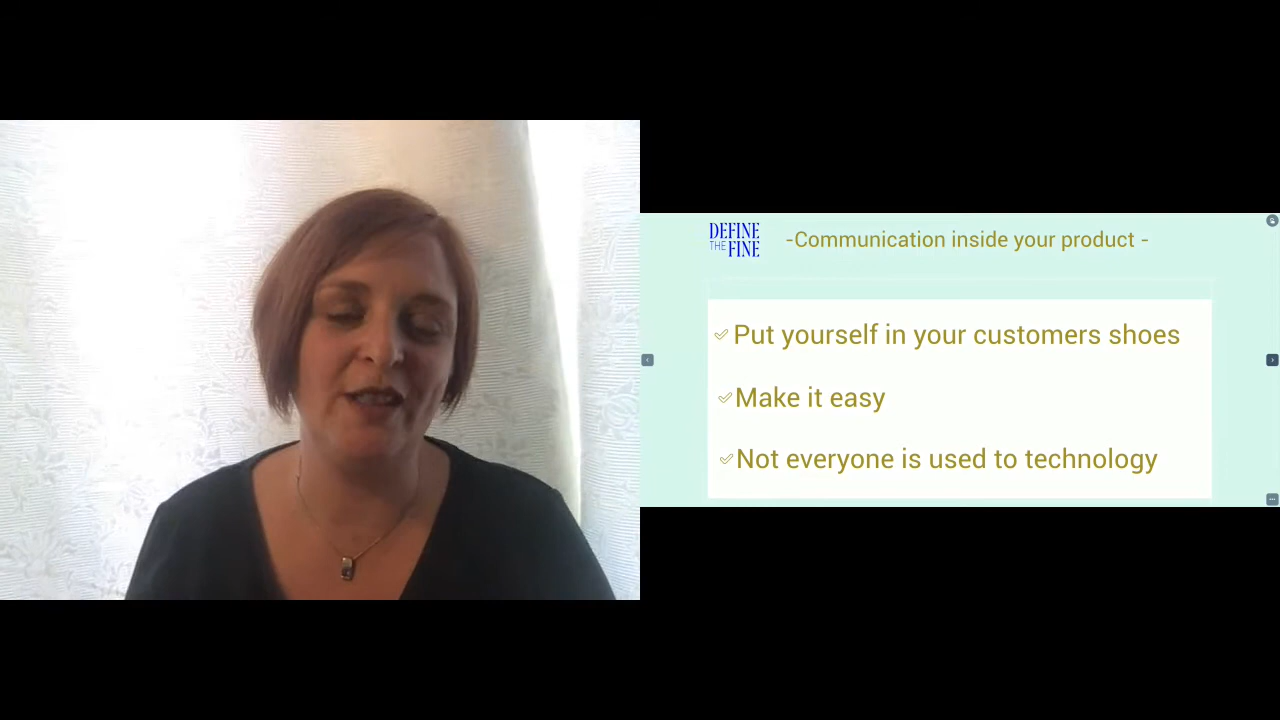 DEFINE
THE FINE
-Communication inside your product -
Put yourself in your customers shoes
Make it easy
Not everyone is used to technology